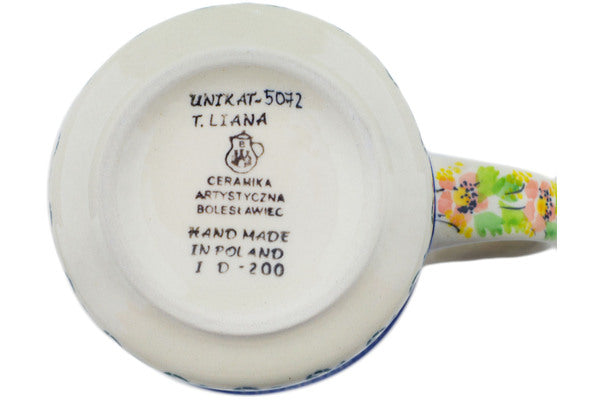 UNIKAT-5072
T. LIANA
B
CERAMIKA
ARTYSTYCZNA
BOLESŁAWIEC
HAND MADE
IN POLAND
I D-200